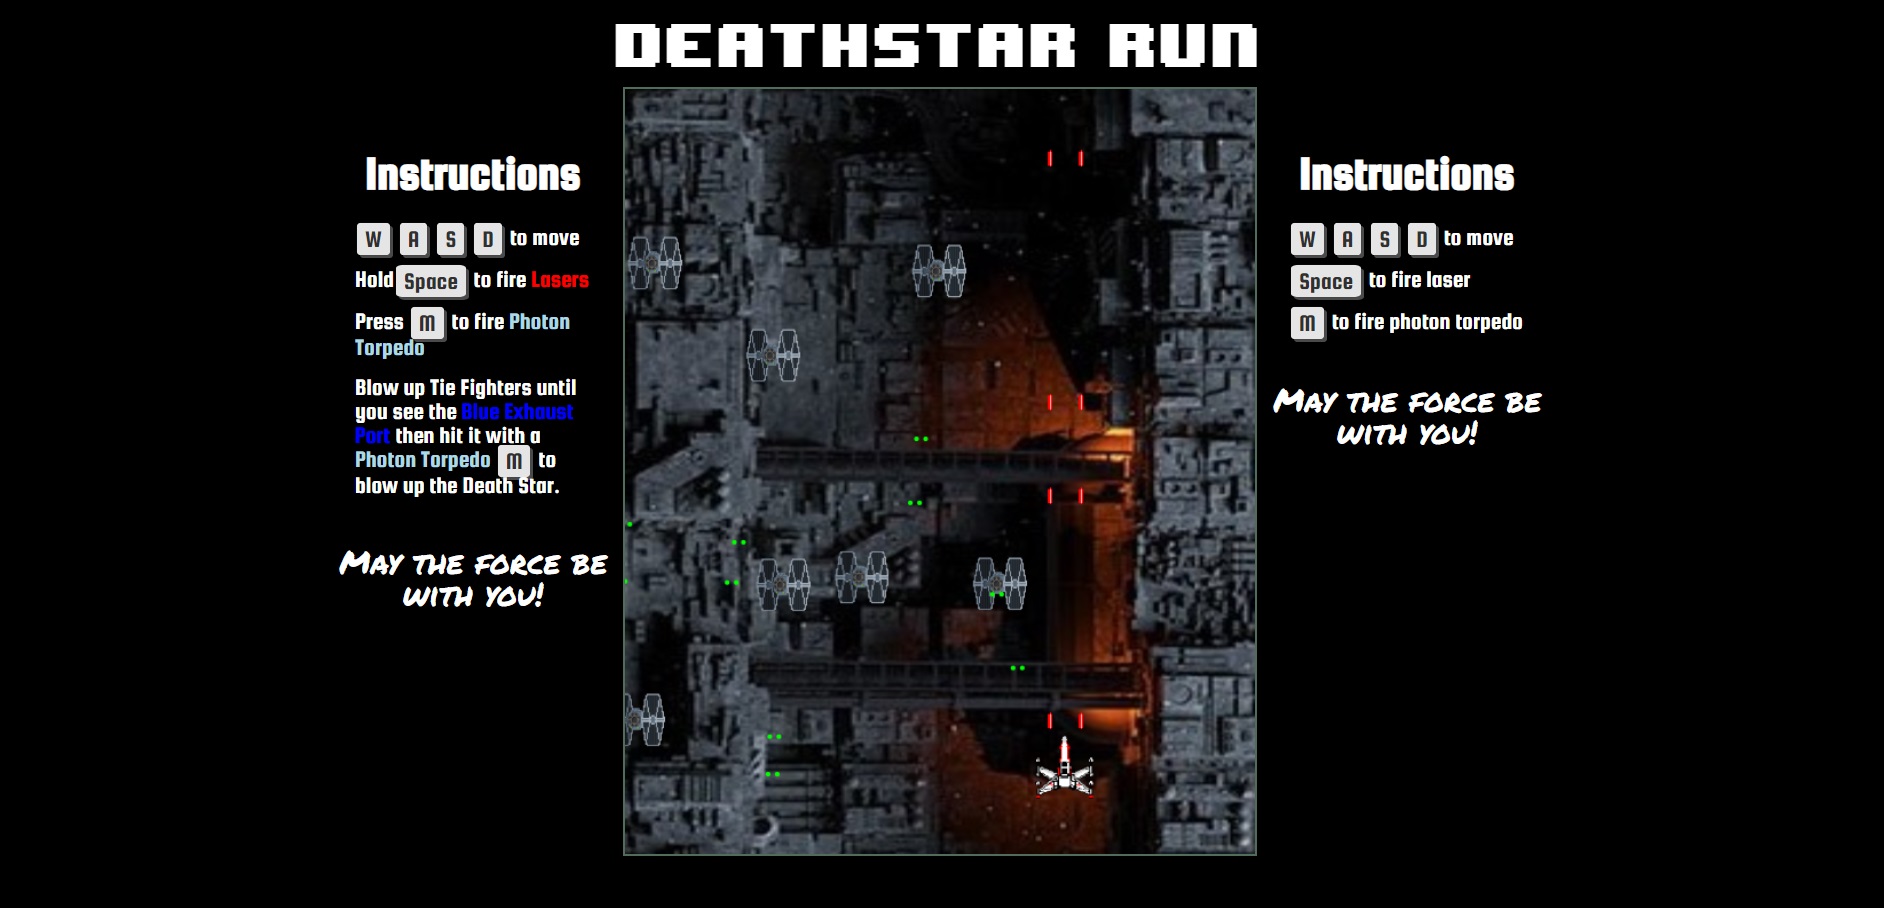 DEATHSTAR RUN
Instructions
W A S D to move
Hold Space to fire Lasers
Press M to fire Photon
Torpedo
Blow up Tie Fighters until
you see the Blue Exhaust
Port then hit it with a
Photon Torpedo M to
blow up the Death Star.
May the force be
with you!
Instructions
W A S D to move
Space to fire laser
M to fire photon torpedo
May the force be
with you!